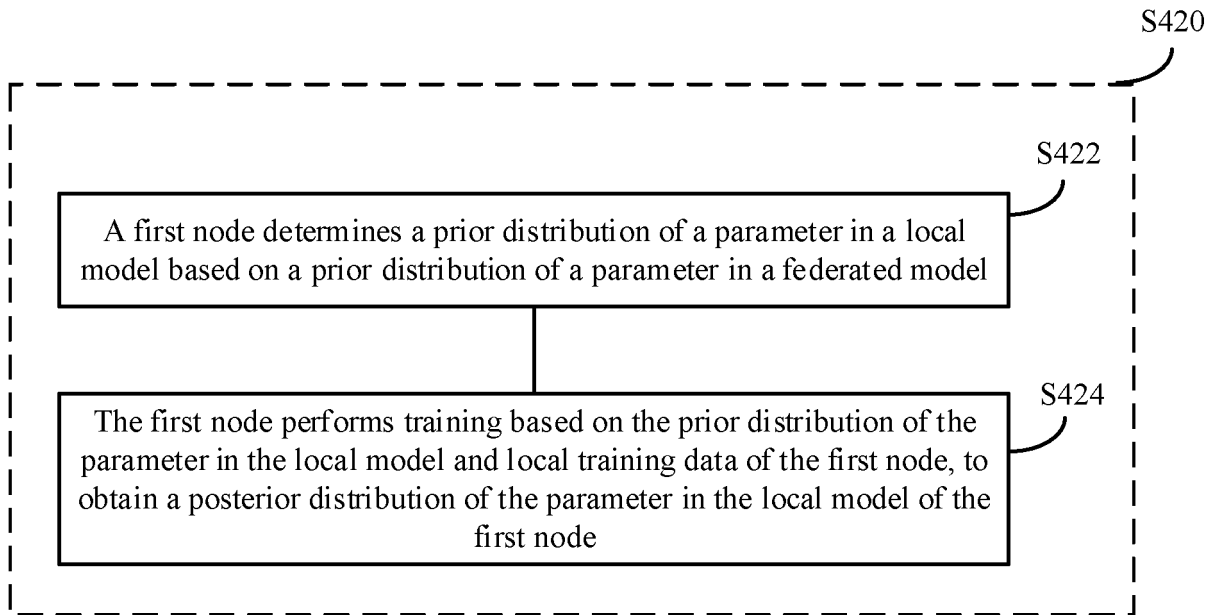 S420
S422
A first node determines a prior distribution of a parameter in a local
model based on a prior distribution of a parameter in a federated model
S424
The first node performs training based on the prior distribution of the
parameter in the local model and local training data of the first node, to
obtain a posterior distribution of the parameter in the local model of the
first node